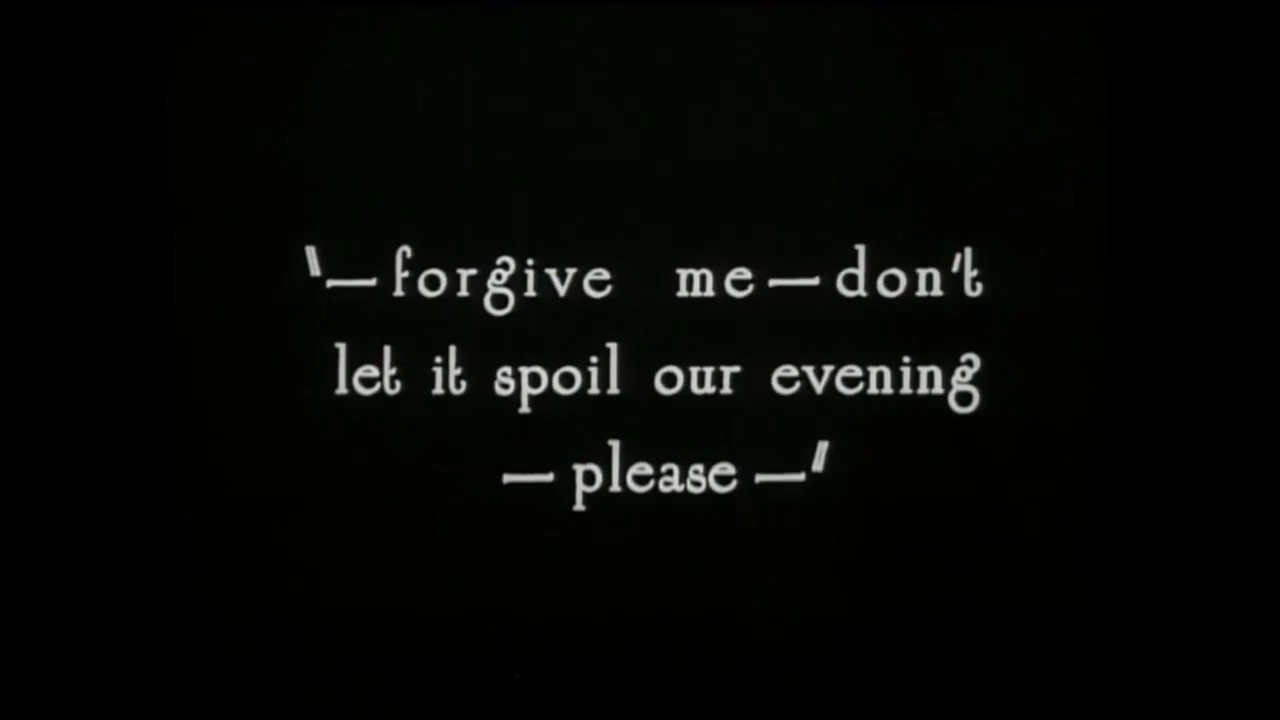 "—forgive me—don't
let it spoil our evening
— please —"